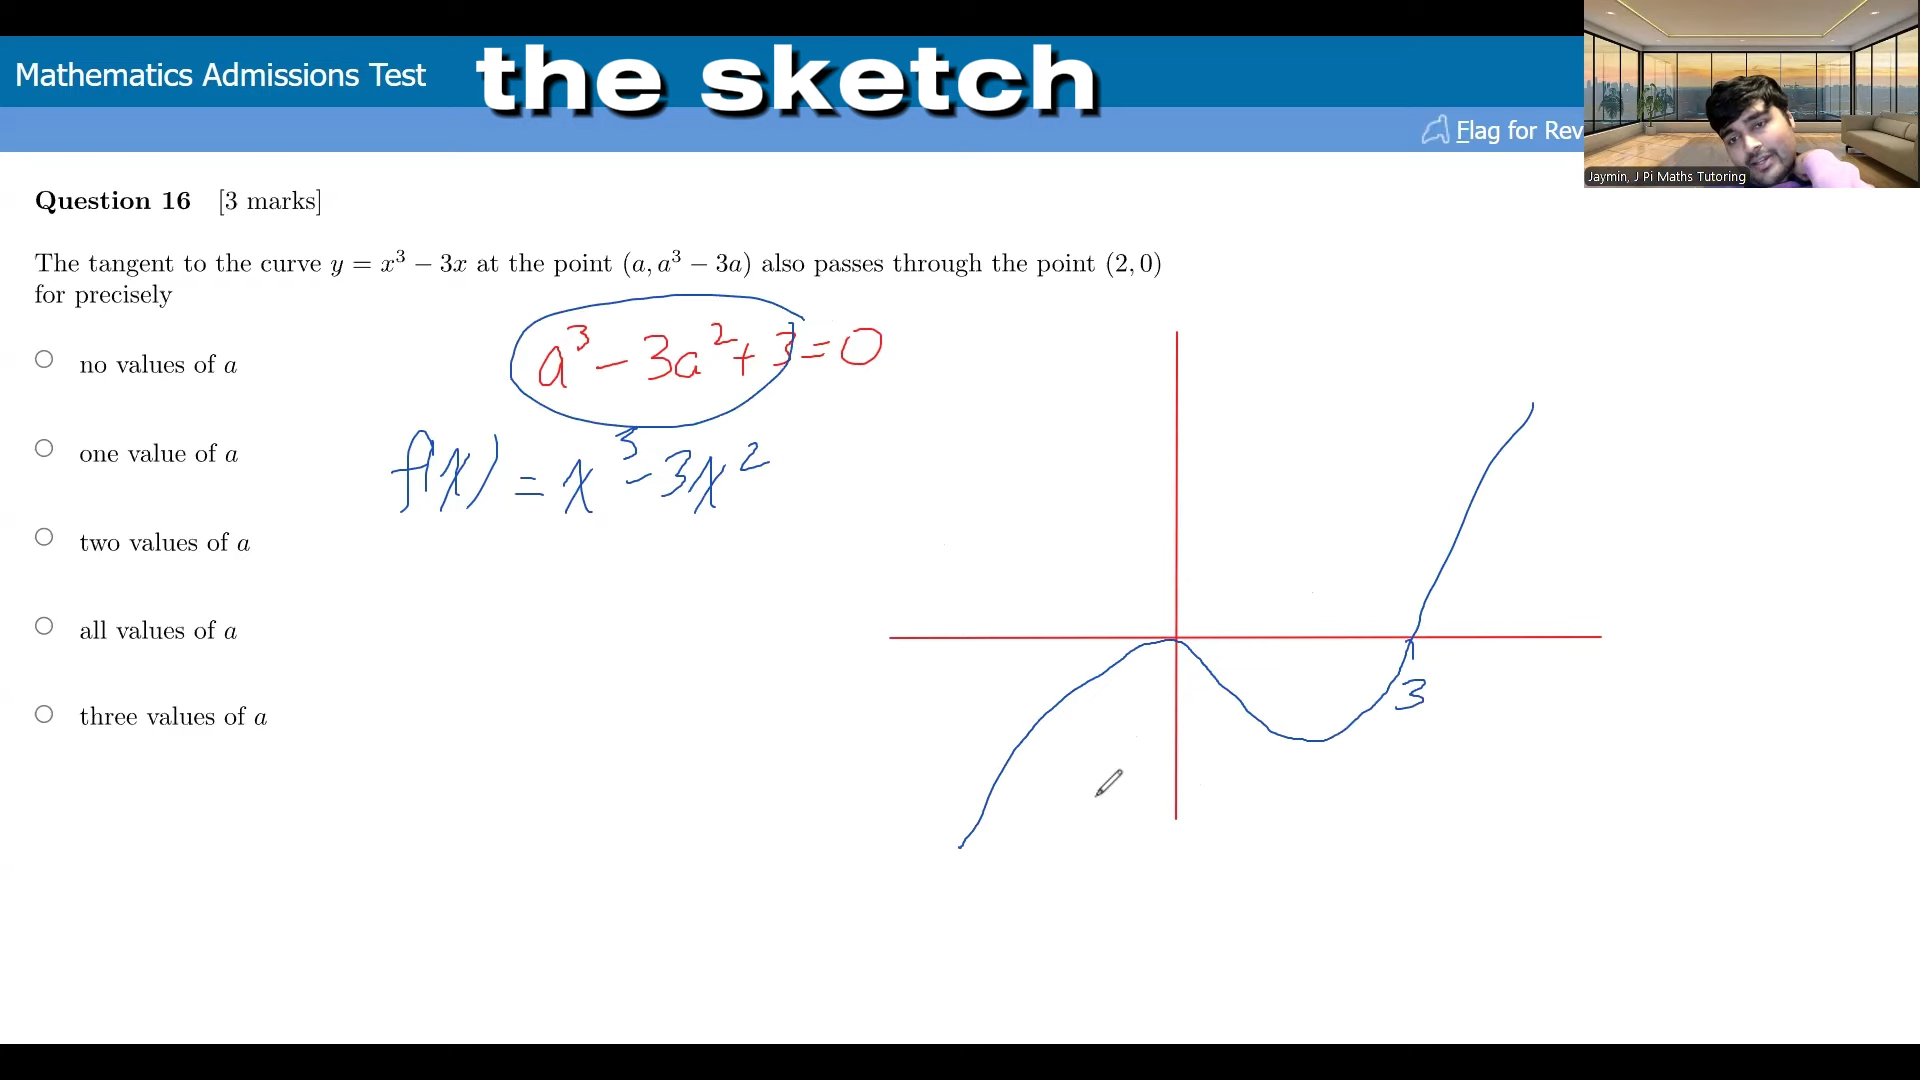 Mathematics Admissions Test
the sketch
Flag for Rev
Jaymin, J Pi Maths Tutoring
Question 16 [3 marks]
The tangent to the curve y = x³ − 3x at the point (a, a³ − 3a) also passes through the point (2, 0)
for precisely
a³ − 3a² + 3 = 0
no values of a
one value of a
f(x) = x³ − 3x²
two values of a
all values of a
three values of a
3